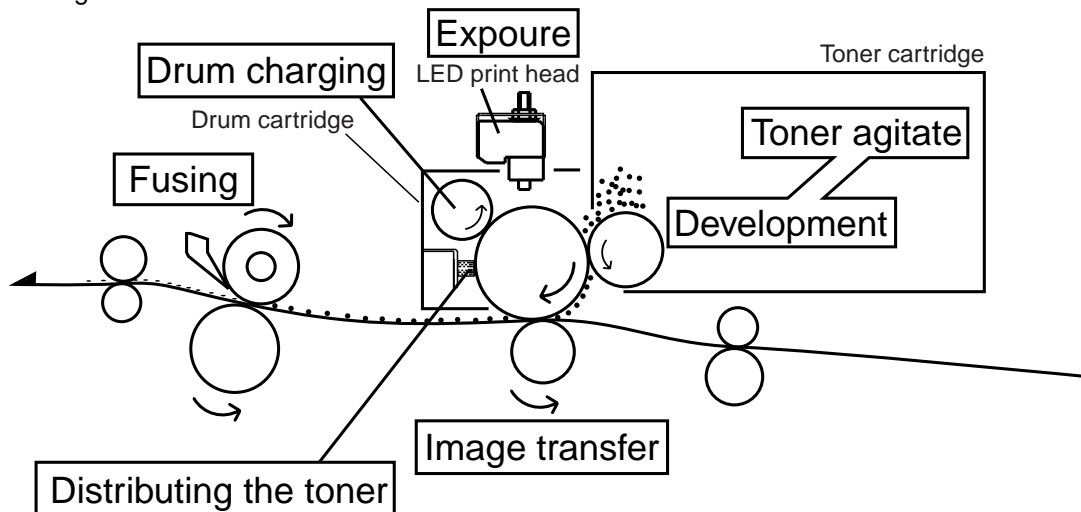 Expoure
LED print head
Toner cartridge
Drum charging
Drum cartridge
Toner agitate
Fusing
Development
Image transfer
Distributing the toner